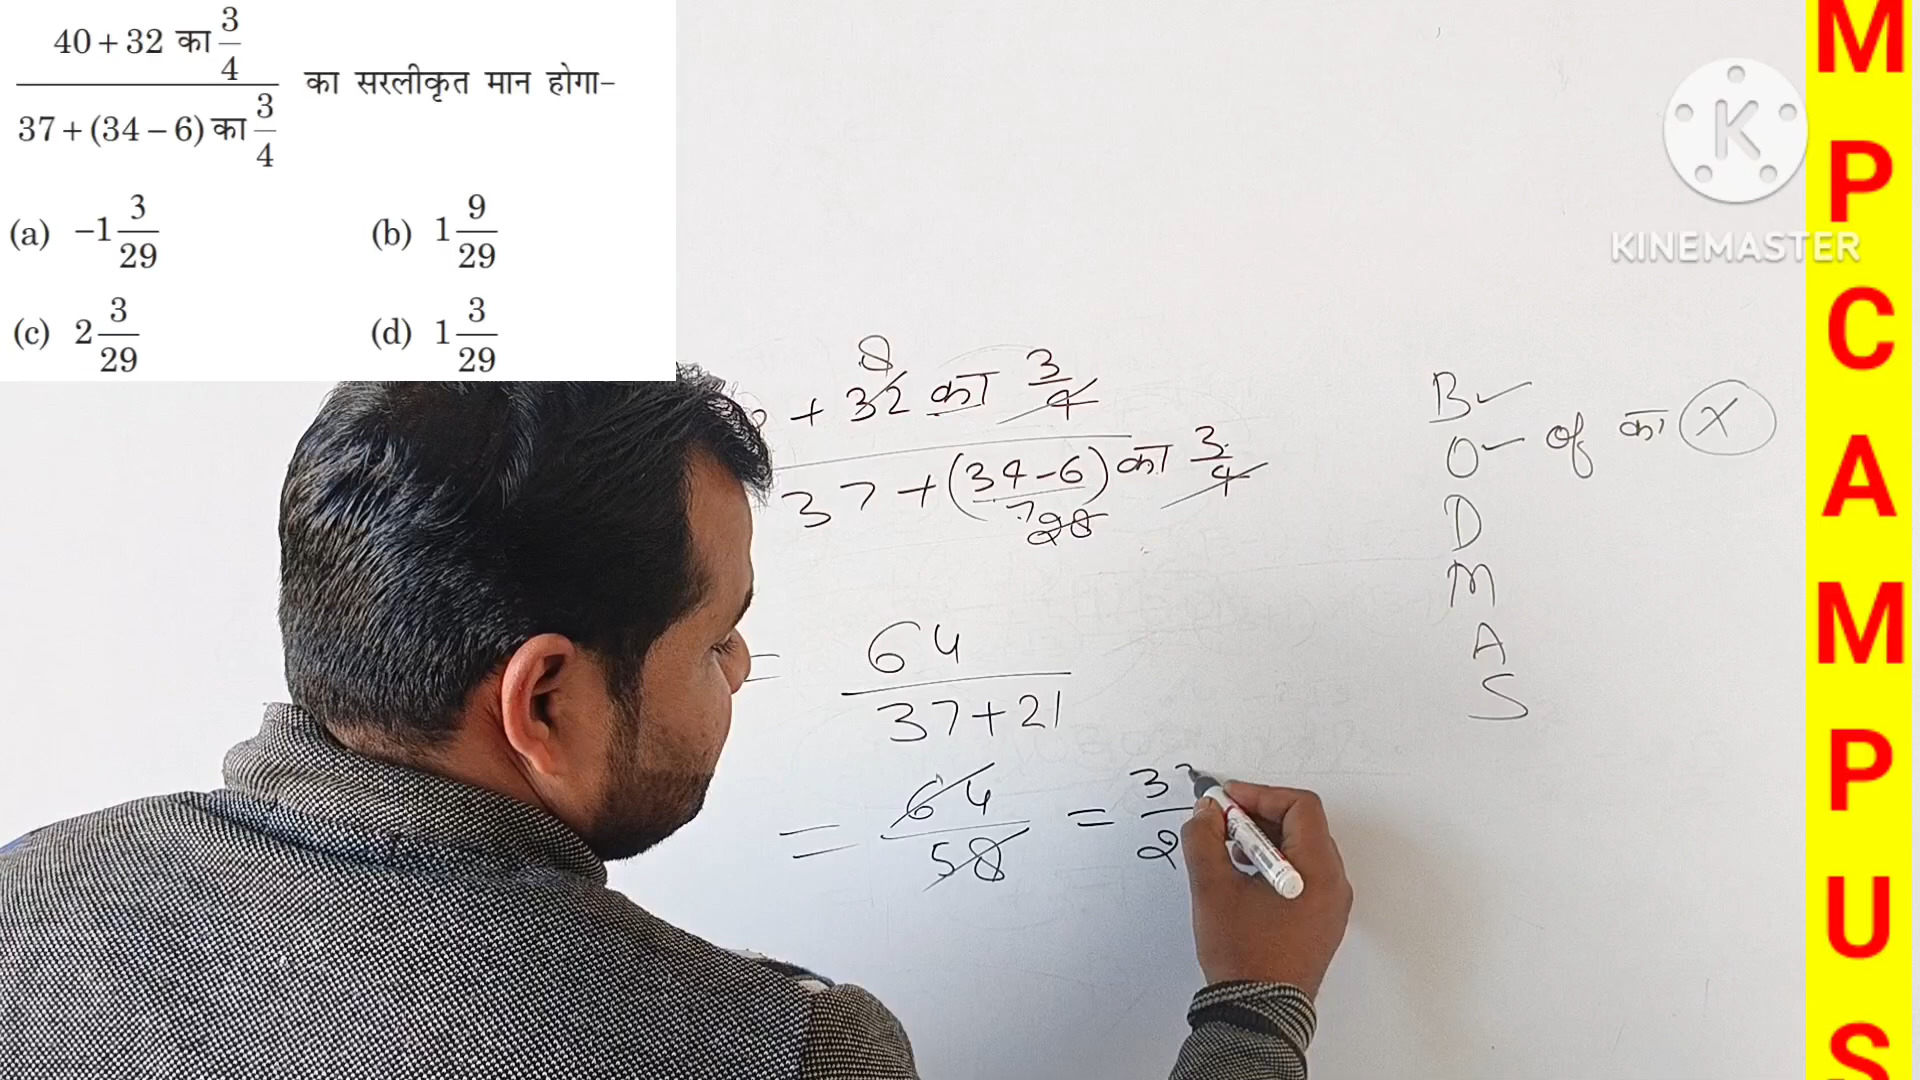 40 + 32 का 3/4
37 + (34 – 6) का 3/4
का सरलीकृत मान होगा–
(a) –1 3/29 (b) 1 9/29
(c) 2 3/29 (d) 1 3/29
KINEMASTER
MPCAMPUS
8
+ 32 का 3/4
37 + (34-6) का 3/4
7 28
= 64
37+21
= 64/58 = 3
2
B
O of का X
D
M
A
S